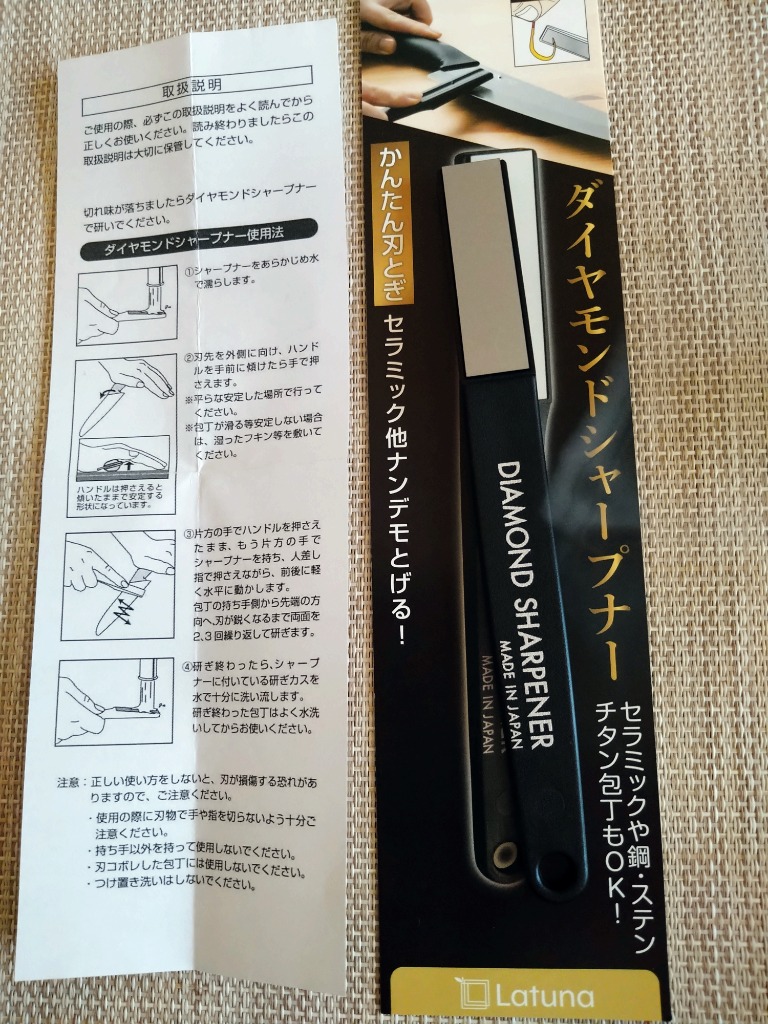 取扱説明
ご使用の際、必ずこの取扱説明をよく読んでから
正しくお使いください。読み終わりましたらこの
取扱説明は大切に保管してください。
切れ味が落ちましたらダイヤモンドシャープナー
で研いでください。
ダイヤモンドシャープナー使用法
①シャープナーをあらかじめ水
で濡らします。
②刃先を外側に向け、ハンド
ルを手前に傾けたら手で押
さえます。
※平らな安定した場所で行って
ください。
※包丁が滑る等安定しない場合
は、湿ったフキン等を敷いて
ください。
ハンドルは押さえると
傾いたままで安定する
形状になっています。
③片方の手でハンドルを押さえ
たまま、もう片方の手で
シャープナーを持ち、人差し
指で押さえながら、前後に軽
く水平に動かします。
包丁の持ち手側から先端の方
向へ刃が鋭くなるまで両面を
2,3回繰り返して研ぎます。
④研ぎ終わったら、シャープ
ナーに付いている研ぎカスを
水で十分に洗い流します。
研ぎ終わった包丁はよく水洗
いしてからお使いください。
注意：正しい使い方をしないと、刃が損傷する恐れがあ
りますので、ご注意ください。
・使用の際に刃物で手や指を切らないよう十分ご
注意ください。
・持ち手以外を持って使用しないでください。
・刃コボレした包丁には使用しないでください。
・つけ置き洗いはしないでください。
ダイヤモンドシャープナー
かんたん刃とぎ
セラミック他ナンデモとげる！
DIAMOND SHARPENER
MADE IN JAPAN
MADE IN JAPAN
セラミックや鋼・ステン
チタン包丁もOK！
Latuna